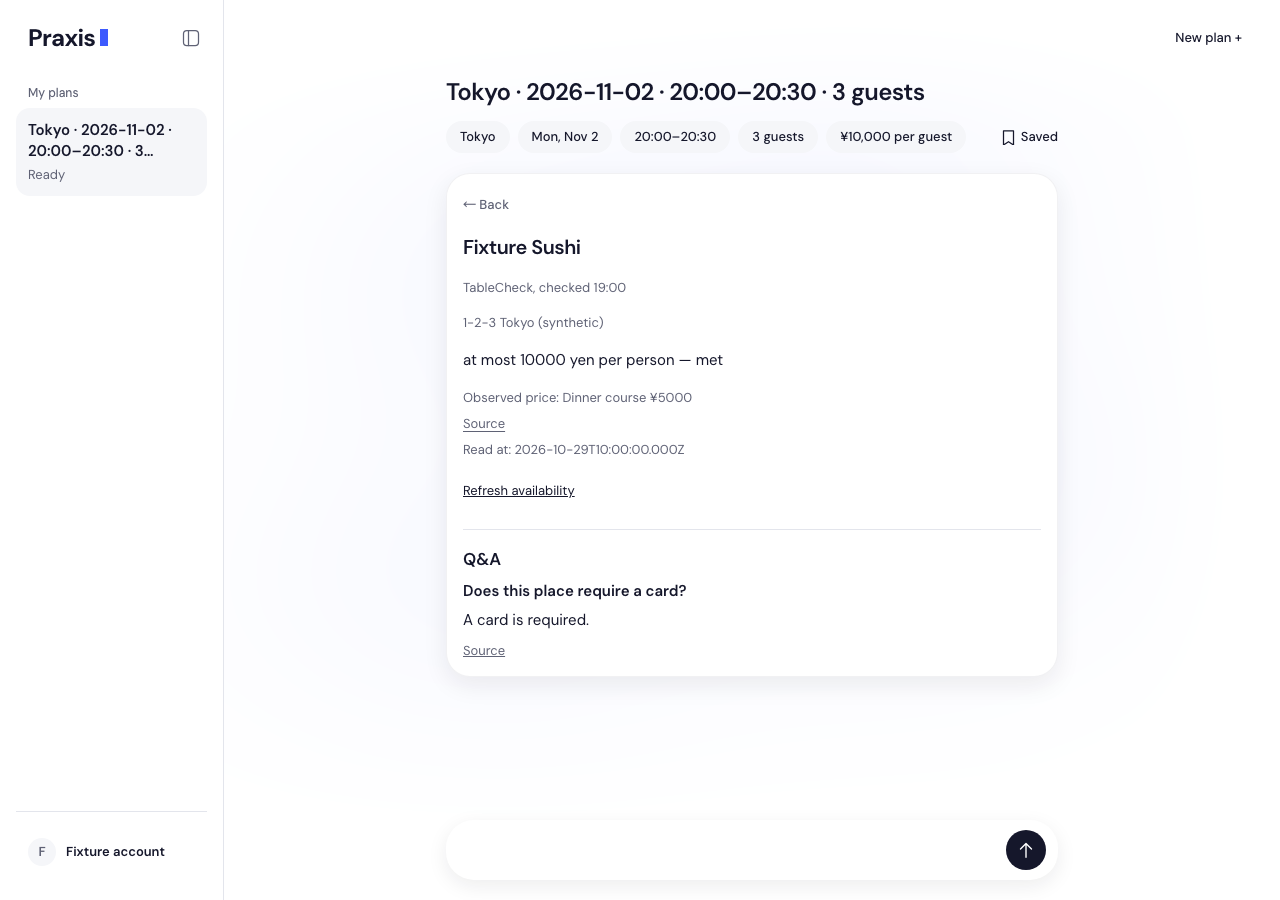 Praxis
New plan +
My plans
Tokyo · 2026-11-02 ·
20:00–20:30 · 3...
Ready
Tokyo · 2026-11-02 · 20:00–20:30 · 3 guests
Tokyo
Mon, Nov 2
20:00–20:30
3 guests
¥10,000 per guest
Saved
← Back
Fixture Sushi
TableCheck, checked 19:00
1-2-3 Tokyo (synthetic)
at most 10000 yen per person — met
Observed price: Dinner course ¥5000
Source
Read at: 2026-10-29T10:00:00.000Z
Refresh availability
Q&A
Does this place require a card?
A card is required.
Source
F
Fixture account